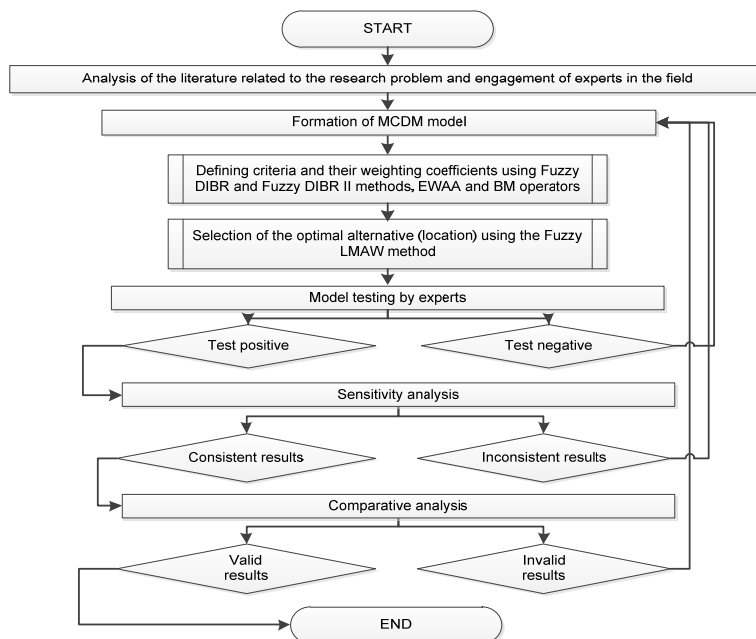 START
Analysis of the literature related to the research problem and engagement of experts in the field
Formation of MCDM model
Defining criteria and their weighting coefficients using Fuzzy
DIBR and Fuzzy DIBR II methods, EWAA and BM operators
Selection of the optimal alternative (location) using the Fuzzy
LMAW method
Model testing by experts
Test positive
Test negative
Sensitivity analysis
Consistent results
Inconsistent results
Comparative analysis
Valid
results
Invalid
results
END